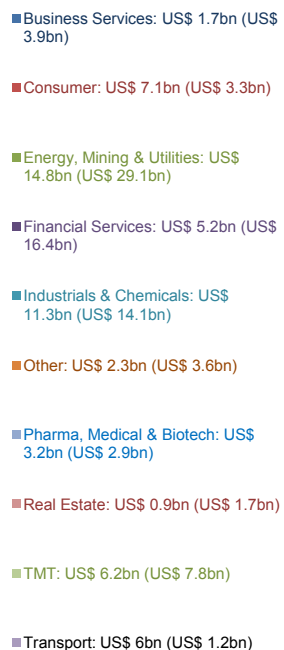 Business Services: US$ 1.7bn (US$
3.9bn)
Consumer: US$ 7.1bn (US$ 3.3bn)
Energy, Mining & Utilities: US$
14.8bn (US$ 29.1bn)
Financial Services: US$ 5.2bn (US$
16.4bn)
Industrials & Chemicals: US$
11.3bn (US$ 14.1bn)
Other: US$ 2.3bn (US$ 3.6bn)
Pharma, Medical & Biotech: US$
3.2bn (US$ 2.9bn)
Real Estate: US$ 0.9bn (US$ 1.7bn)
TMT: US$ 6.2bn (US$ 7.8bn)
Transport: US$ 6bn (US$ 1.2bn)